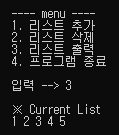 ---- menu ----
1. 리스트 추가
2. 리스트 삭제
3. 리스트 출력
4. 프로그램 종료
입력 --> 3
※ Current List
1 2 3 4 5